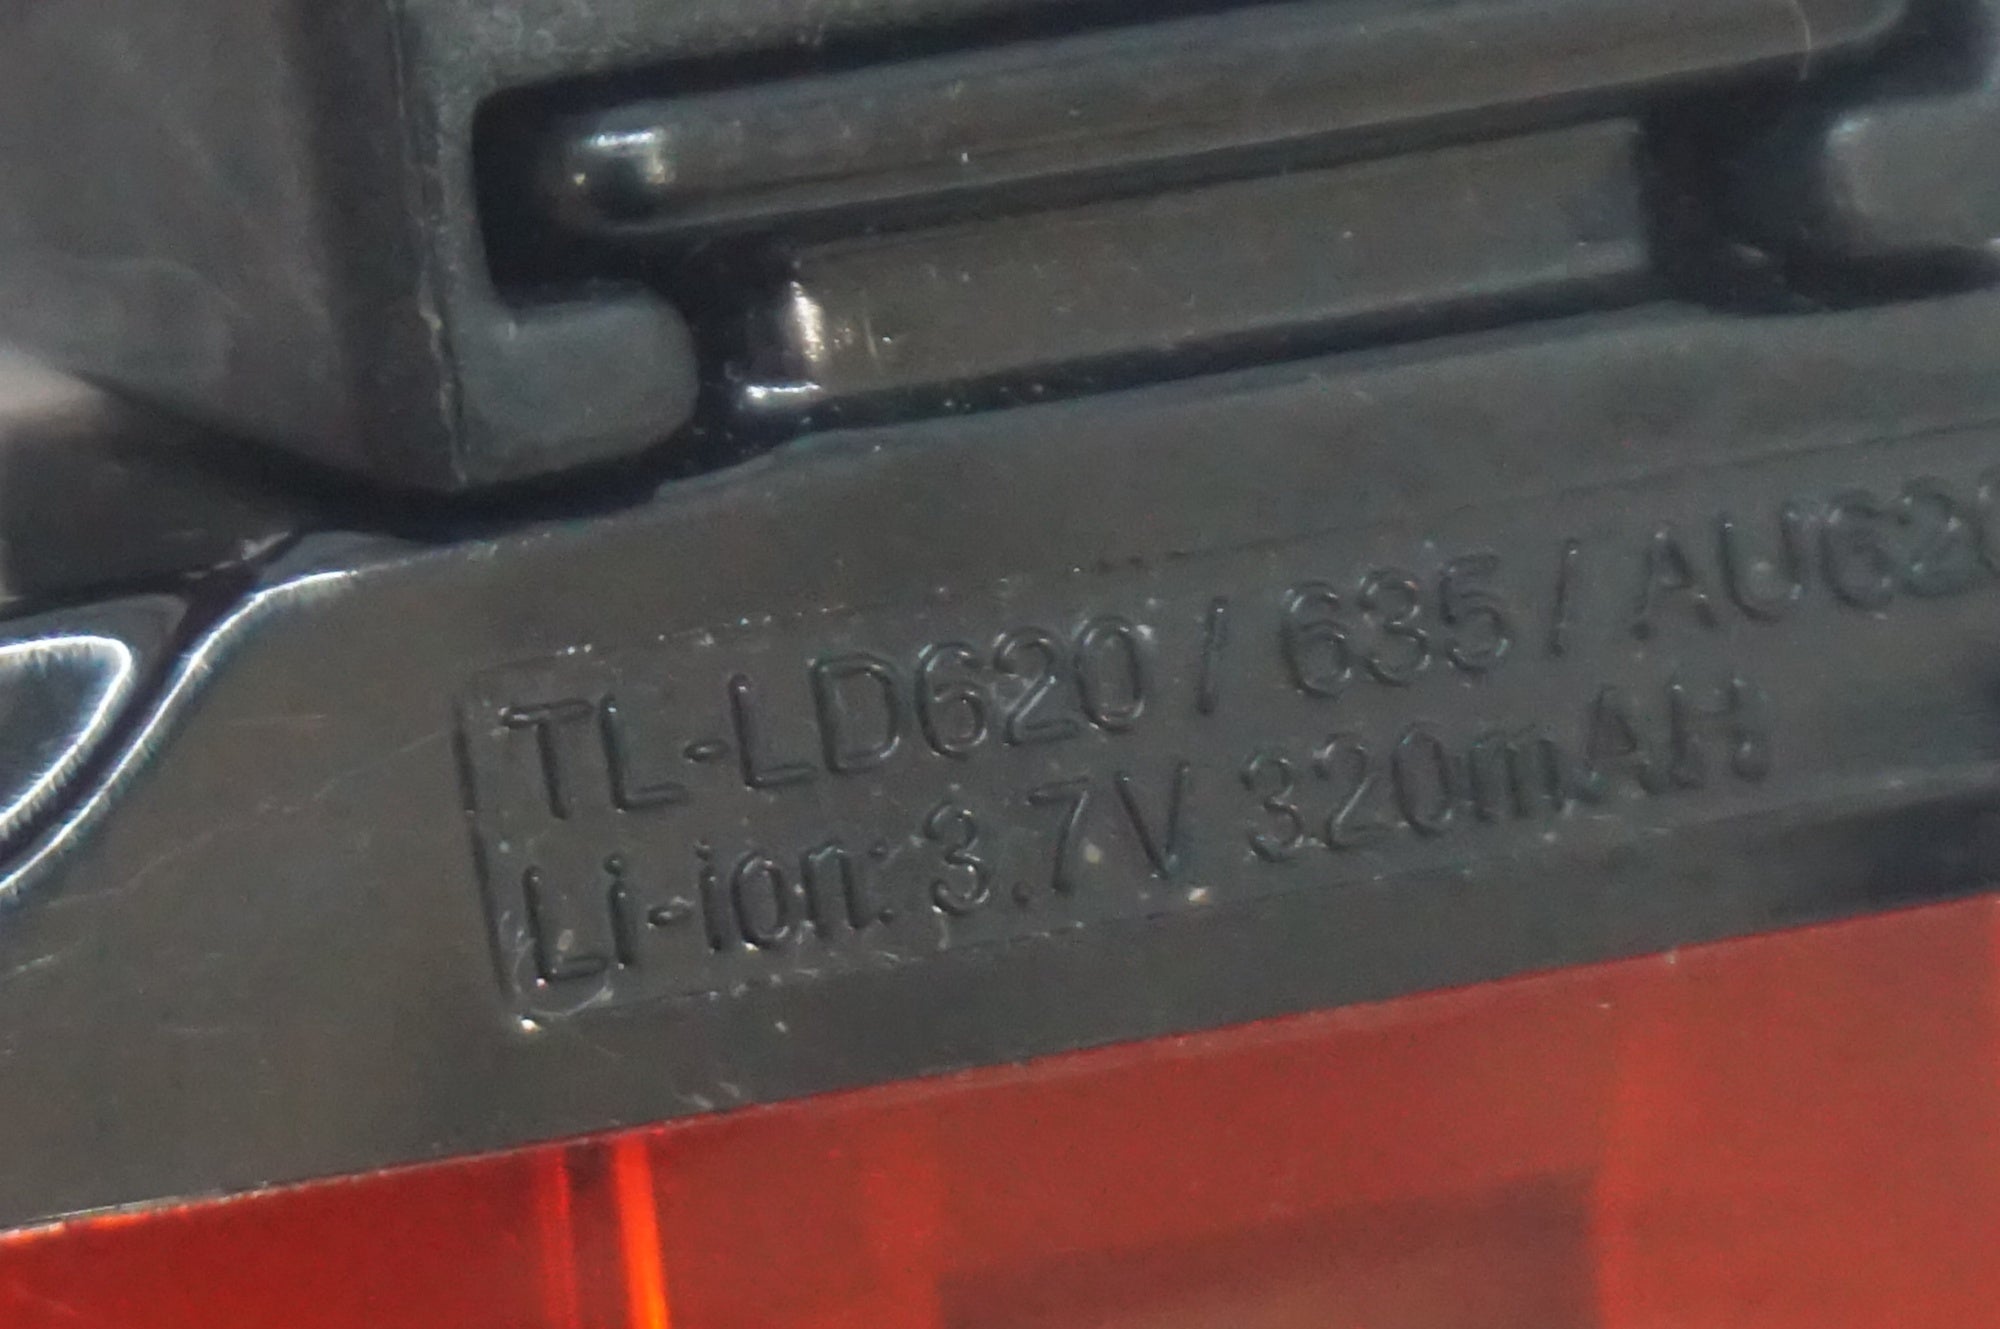 TL-LD620 / 635 / AU620
Li-ion: 3.7V 320mAH